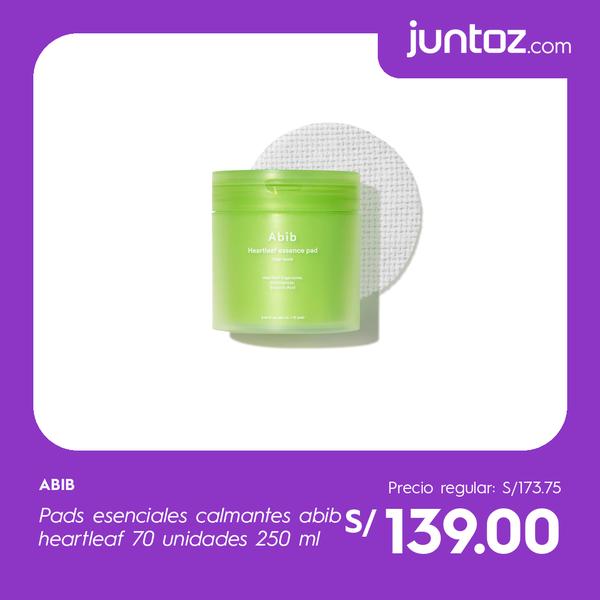 juntoz.com
Abib
Heartleaf essence pad
ABIB
Precio regular: S/173.75
Pads esenciales calmantes abib
heartleaf 70 unidades 250 ml
S/ 139.00